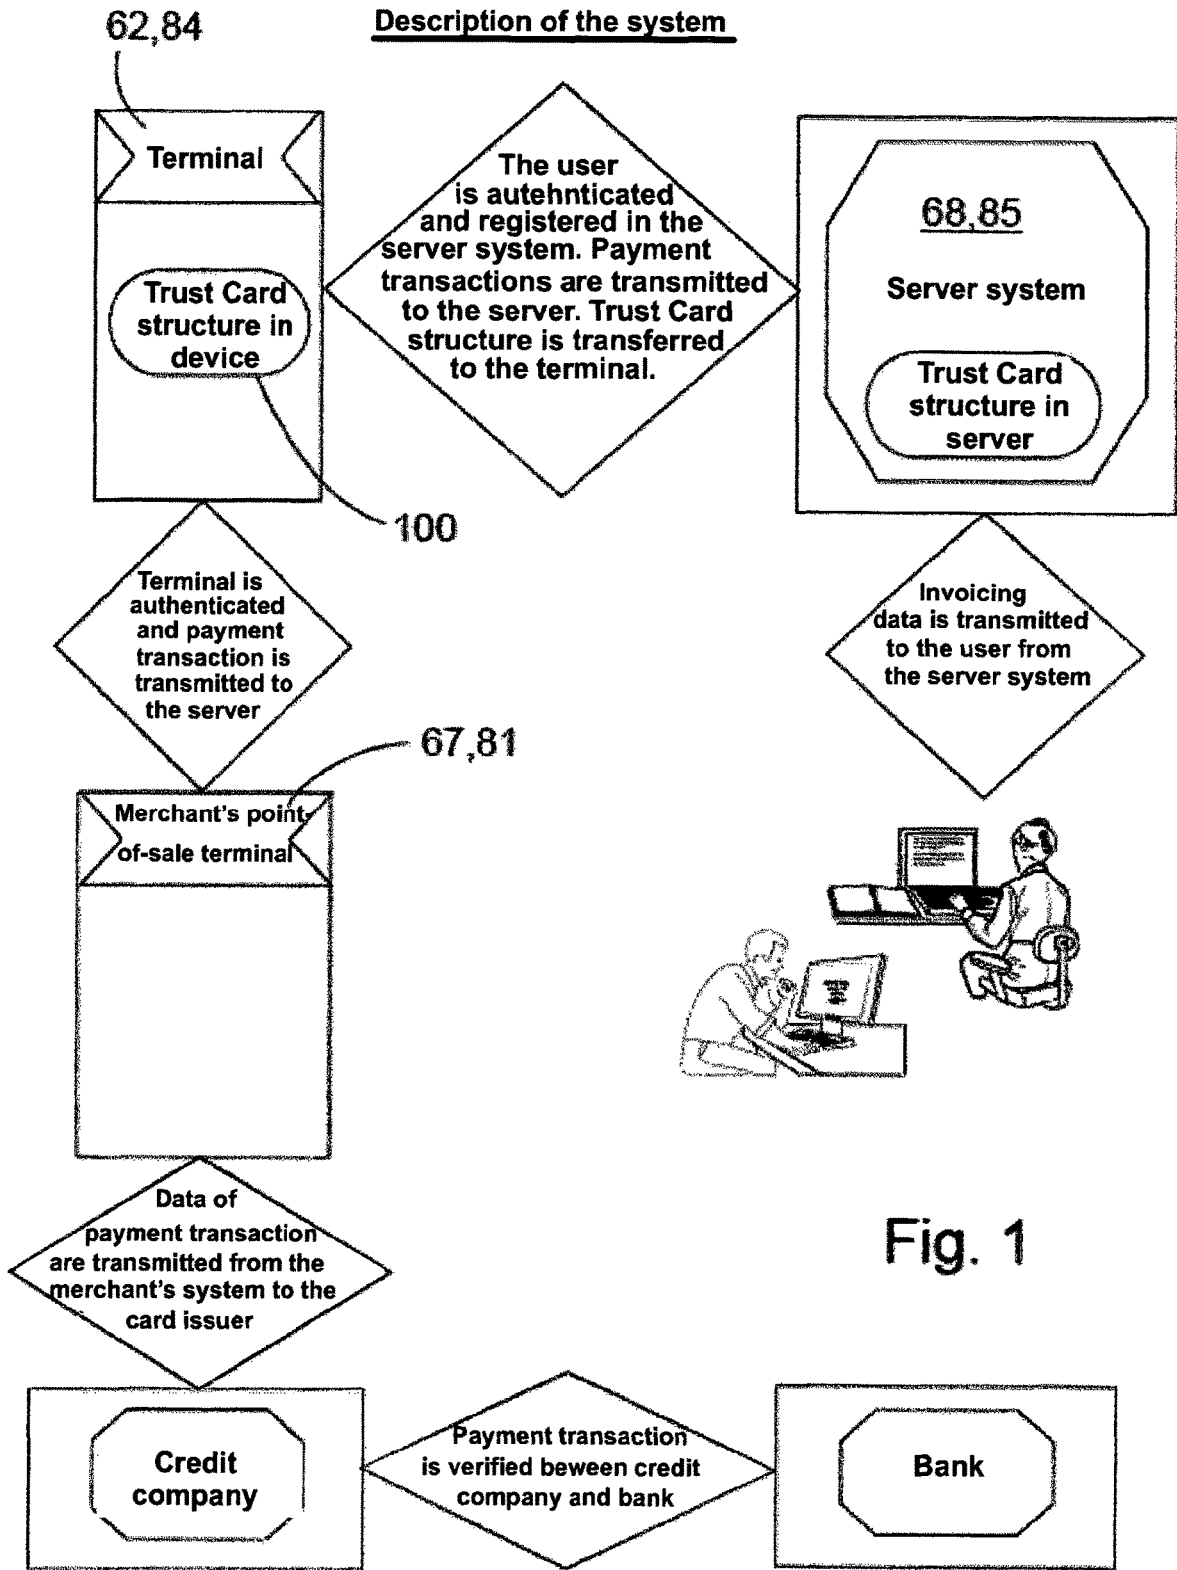 62,84
Description of the system
Terminal
Trust Card
structure in
device
100
The user
is autehnticated
and registered in the
server system. Payment
transactions are transmitted
to the server. Trust Card
structure is transferred
to the terminal.
68,85
Server system
Trust Card
structure in
server
Terminal is
authenticated
and payment
transaction is
transmitted to
the server
Invoicing
data is transmitted
to the user from
the server system
67,81
Merchant's point-
of-sale terminal
Data of
payment transaction
are transmitted from the
merchant's system to the
card issuer
Fig. 1
Credit
company
Payment transaction
is verified beween credit
company and bank
Bank